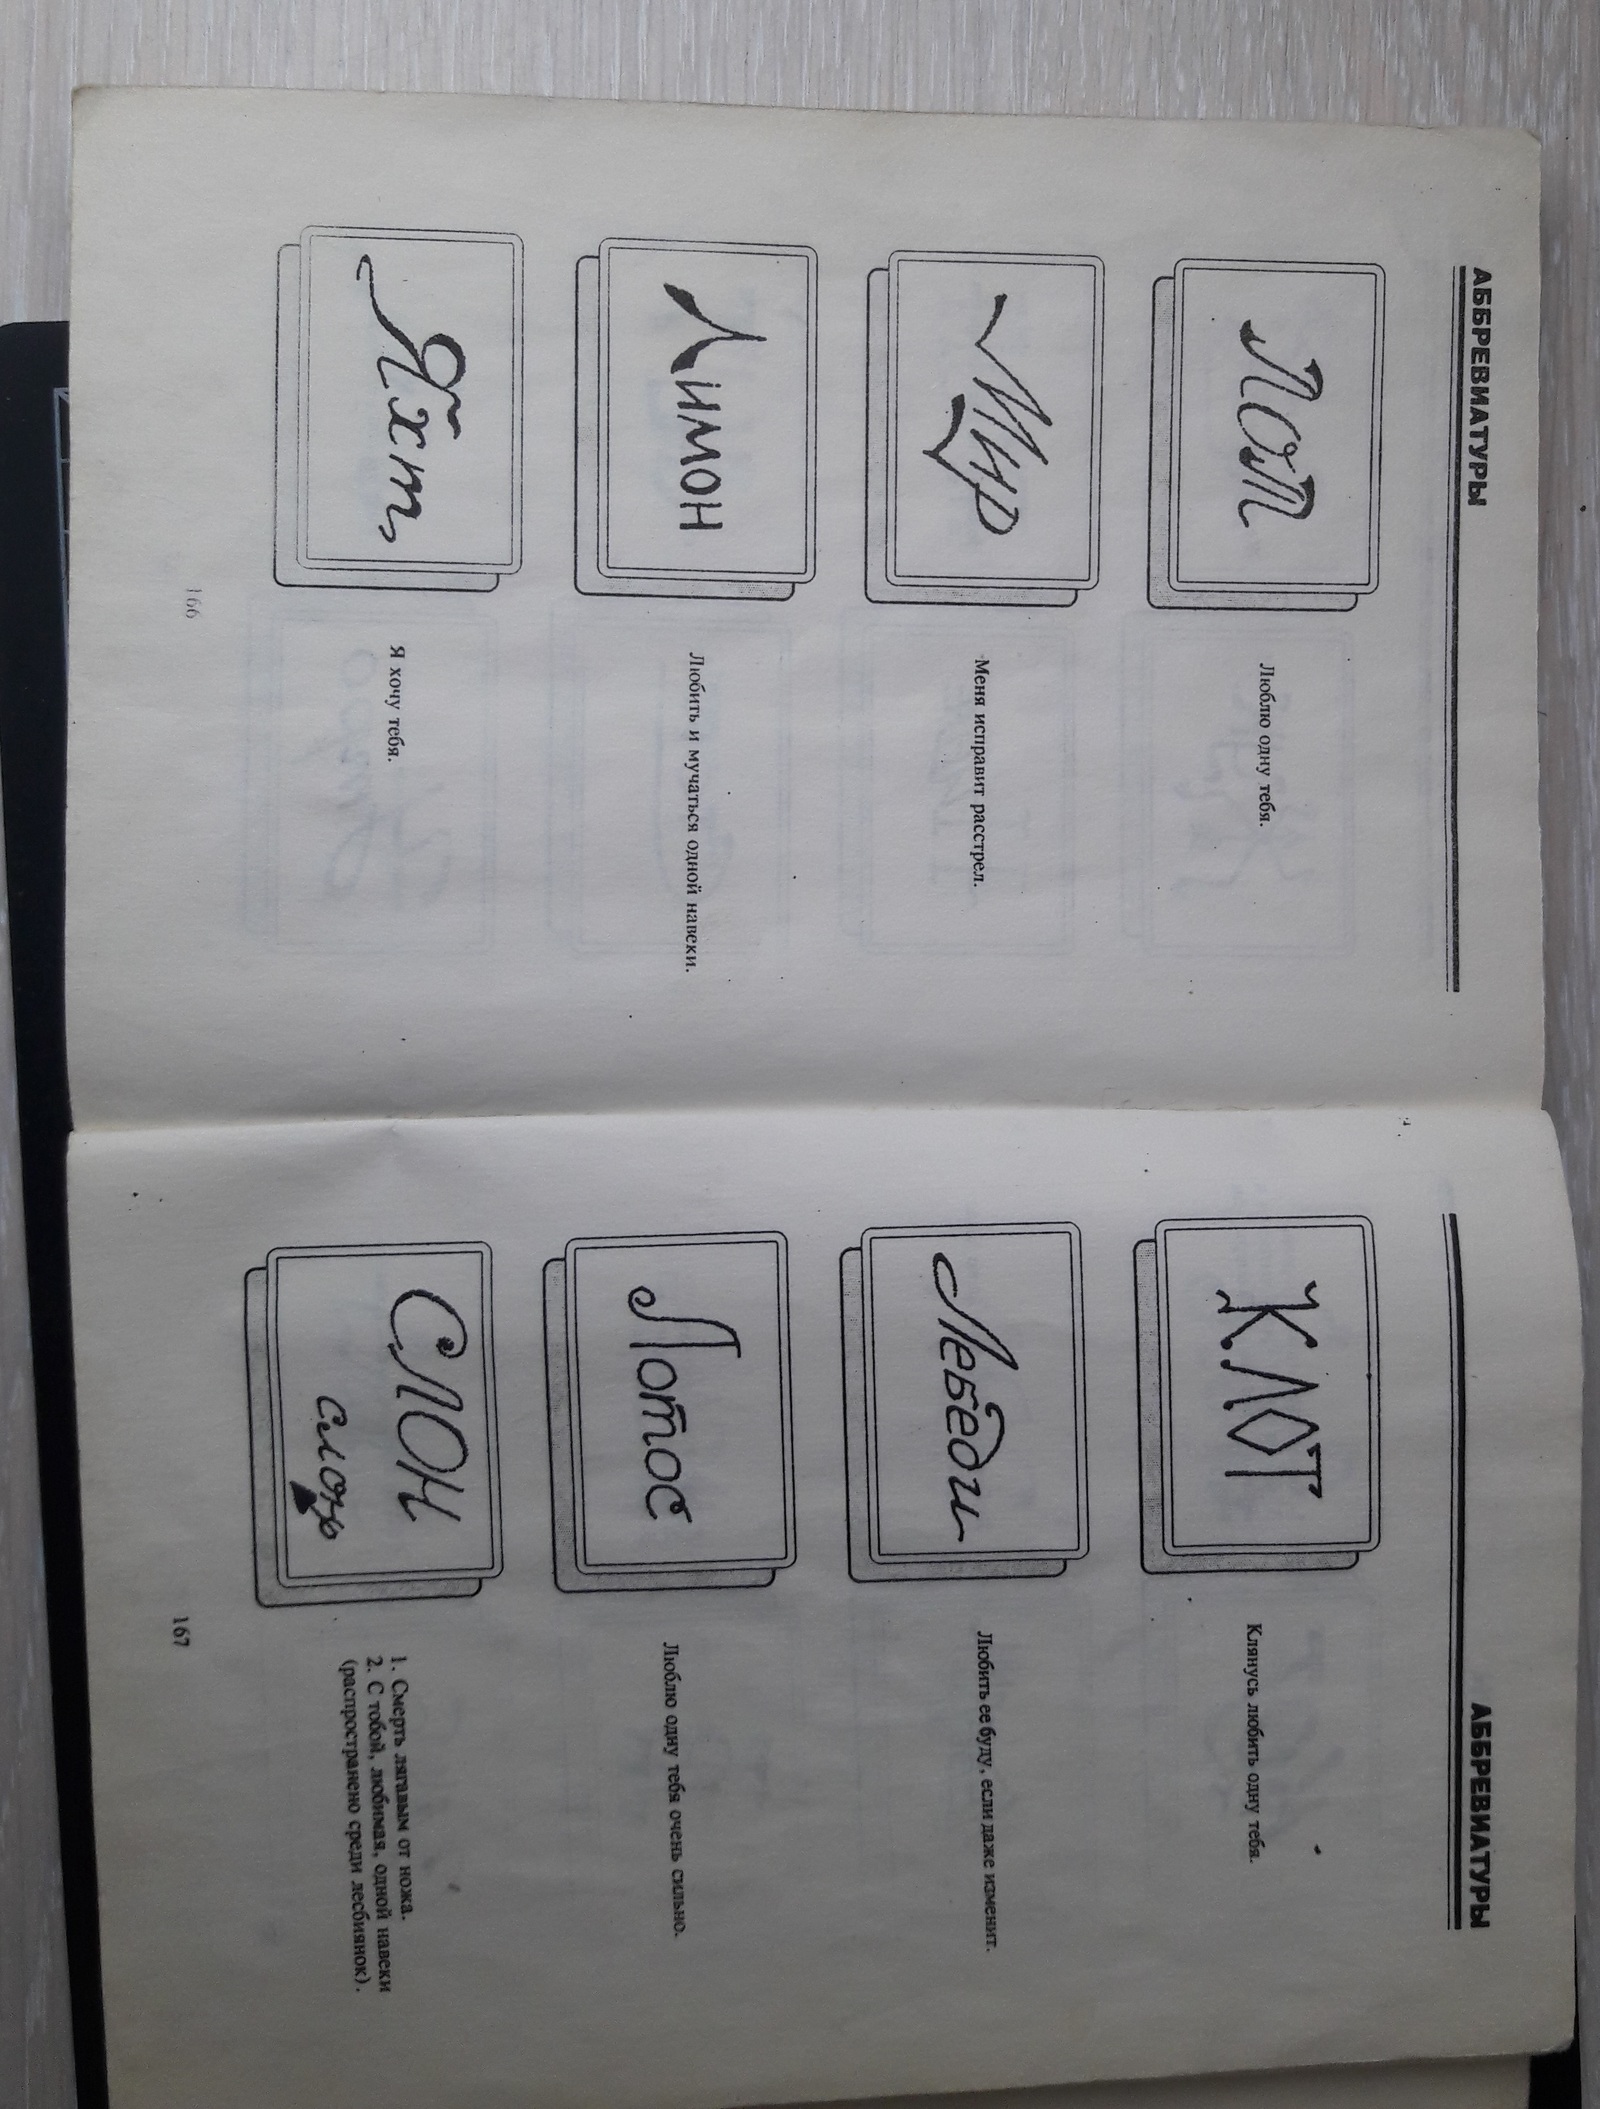 АББРЕВИАТУРЫ
Лот
Люблю одну тебя.
Мир
Меня исправит расстрел.
Лимон
Любить и мучаться одной навеки.
Яхт
Я хочу тебя.
166
АББРЕВИАТУРЫ
КЛОТ
Клянусь любить одну тебя.
Лебеди
Любить ее буду, если даже изменит.
Лотос
Люблю одну тебя очень сильно.
СЛОН
слон
1. Смерть лягавым от ножа.
2. С тобой, любимая, одной навеки
(распространено среди лесбиянок).
167